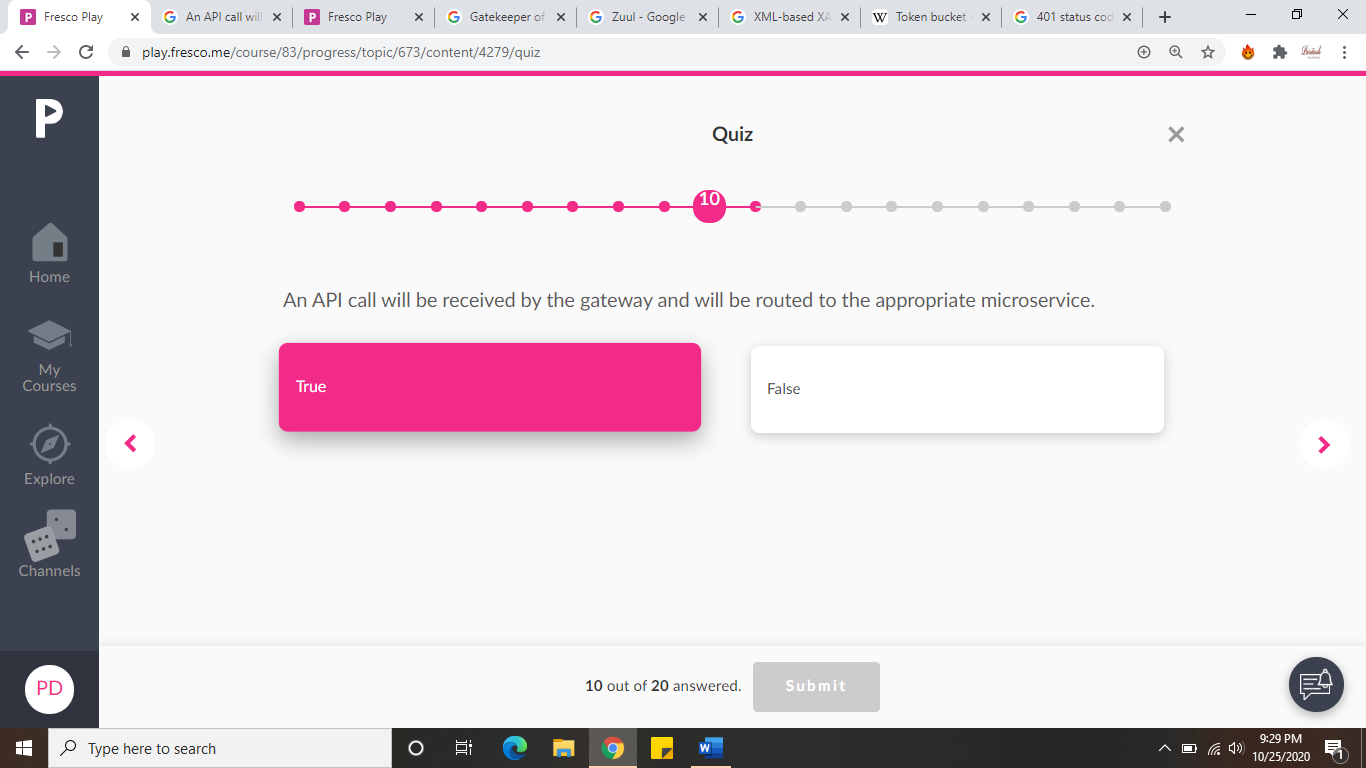 Fresco Play
An API call will
Fresco Play
Gatekeeper of
Zuul - Google
XML-based XA
Token bucket -
401 status cod
play.fresco.me/course/83/progress/topic/673/content/4279/quiz
P
Home
My
Courses
Explore
Channels
PD
Quiz
10
An API call will be received by the gateway and will be routed to the appropriate microservice.
True
False
10 out of 20 answered.
Submit
Type here to search
9:29 PM
10/25/2020
1